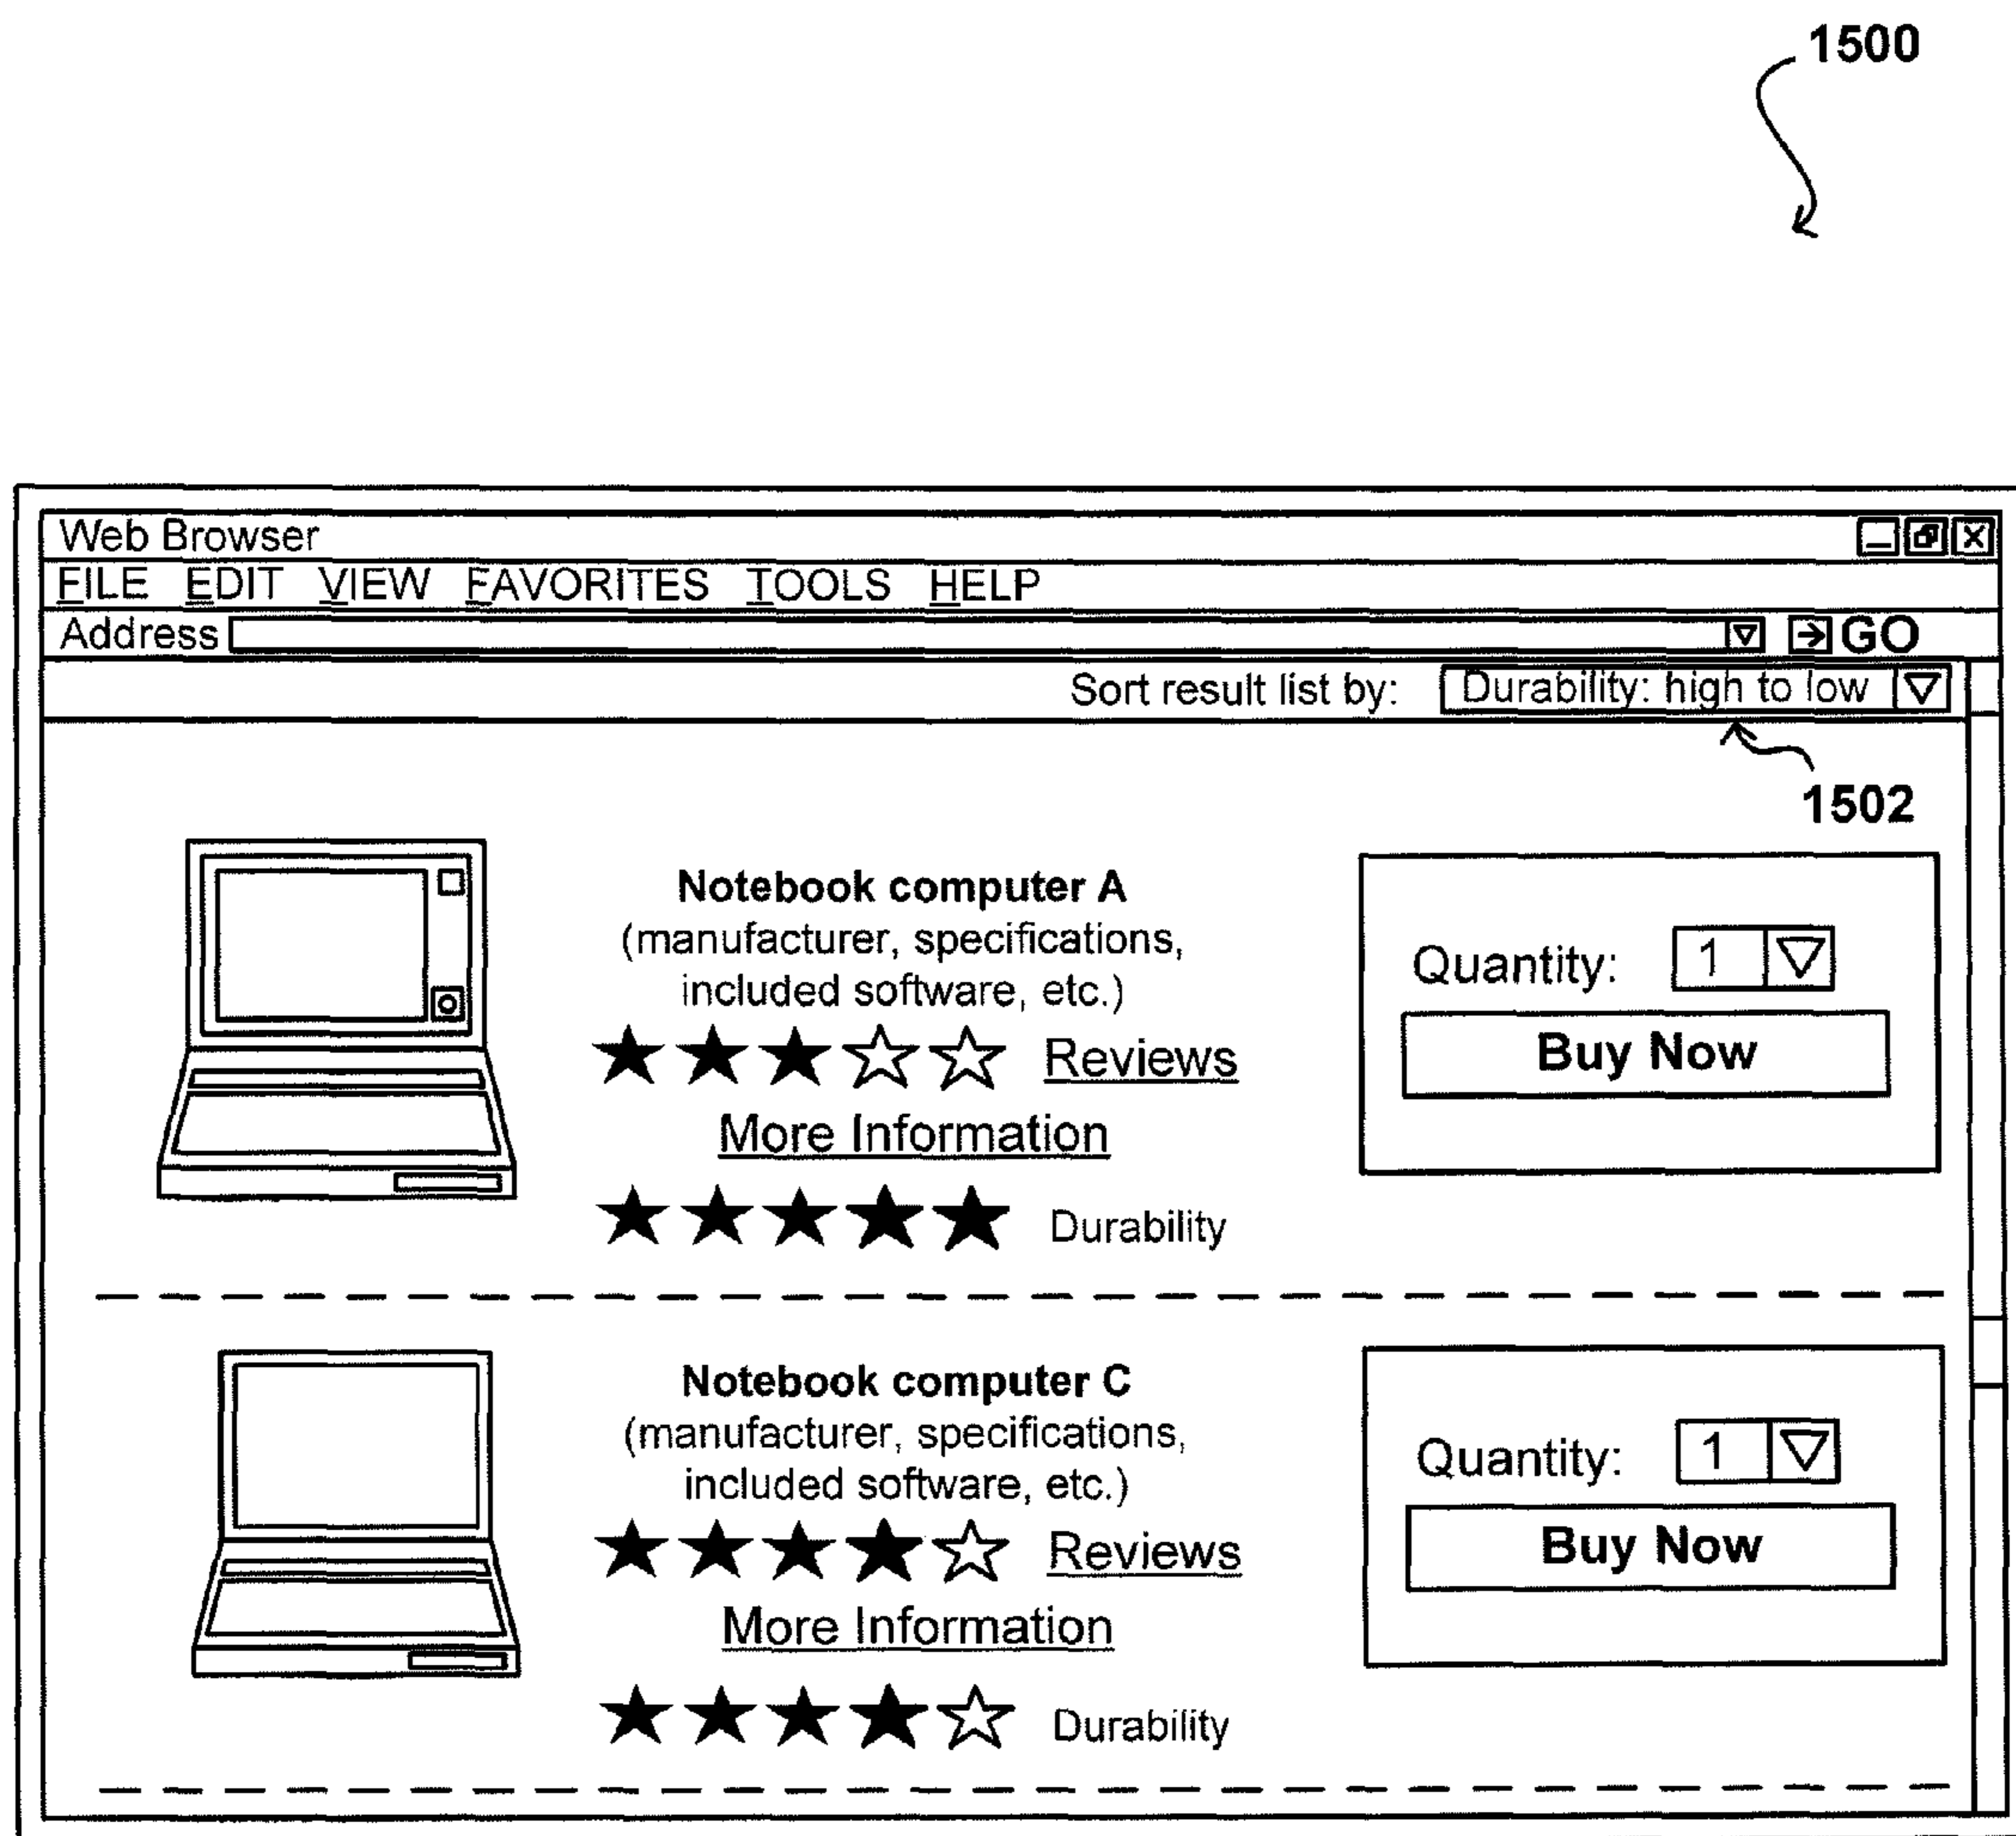 1500
Web Browser
FILE EDIT VIEW FAVORITES TOOLS HELP
Address GO
Sort result list by: Durability: high to low
1502
Notebook computer A
(manufacturer, specifications,
included software, etc.)
Reviews
More Information
Durability
Quantity: 1
Buy Now
Notebook computer C
(manufacturer, specifications,
included software, etc.)
Reviews
More Information
Durability
Quantity: 1
Buy Now